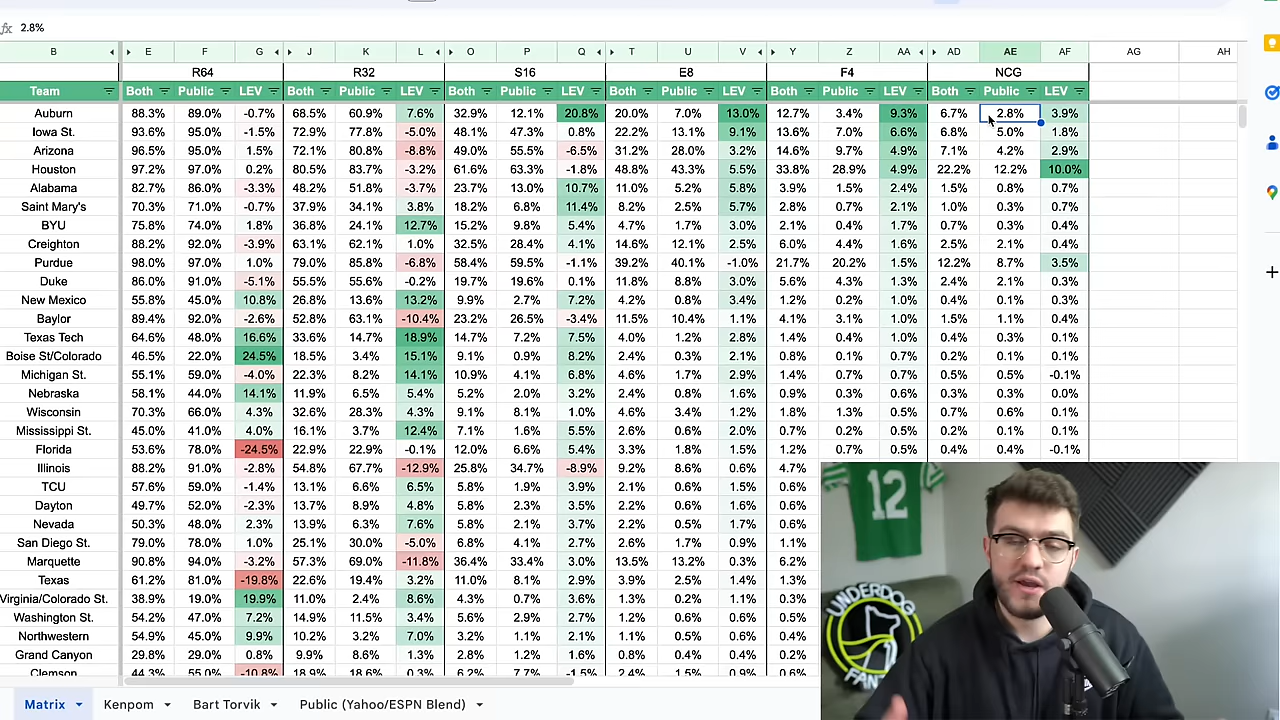 fx 2.8%
B E F G J K L O P Q T U V Y Z AA AD AE AF AG AH
R64 R32 S16 E8 F4 NCG
Team Both Public LEV Both Public LEV Both Public LEV Both Public LEV Both Public LEV Both Public LEV
Auburn 88.3% 89.0% -0.7% 68.5% 60.9% 7.6% 32.9% 12.1% 20.8% 20.0% 7.0% 13.0% 12.7% 3.4% 9.3% 6.7% 2.8% 3.9%
Iowa St. 93.6% 95.0% -1.5% 72.9% 77.8% -5.0% 48.1% 47.3% 0.8% 22.2% 13.1% 9.1% 13.6% 7.0% 6.6% 6.8% 5.0% 1.8%
Arizona 96.5% 95.0% 1.5% 72.1% 80.8% -8.8% 49.0% 55.5% -6.5% 31.2% 28.0% 3.2% 14.6% 9.7% 4.9% 7.1% 4.2% 2.9%
Houston 97.2% 97.0% 0.2% 80.5% 83.7% -3.2% 61.6% 63.3% -1.8% 48.8% 43.3% 5.5% 33.8% 28.9% 4.9% 22.2% 12.2% 10.0%
Alabama 82.7% 86.0% -3.3% 48.2% 51.8% -3.7% 23.7% 13.0% 10.7% 11.0% 5.2% 5.8% 3.9% 1.5% 2.4% 1.5% 0.8% 0.7%
Saint Mary's 70.3% 71.0% -0.7% 37.9% 34.1% 3.8% 18.2% 6.8% 11.4% 8.2% 2.5% 5.7% 2.8% 0.7% 2.1% 1.0% 0.3% 0.7%
BYU 75.8% 74.0% 1.8% 36.8% 24.1% 12.7% 15.2% 9.8% 5.4% 4.7% 1.7% 3.0% 2.1% 0.4% 1.7% 0.7% 0.3% 0.4%
Creighton 88.2% 92.0% -3.9% 63.1% 62.1% 1.0% 32.5% 28.4% 4.1% 14.6% 12.1% 2.5% 6.0% 4.4% 1.6% 2.5% 2.1% 0.4%
Purdue 98.0% 97.0% 1.0% 79.0% 85.8% -6.8% 58.4% 59.5% -1.1% 39.2% 40.1% -1.0% 21.7% 20.2% 1.5% 12.2% 8.7% 3.5%
Duke 86.0% 91.0% -5.1% 55.5% 55.6% -0.2% 19.7% 19.6% 0.1% 11.8% 8.8% 3.0% 5.6% 4.3% 1.3% 2.4% 2.1% 0.3%
New Mexico 55.8% 45.0% 10.8% 26.8% 13.6% 13.2% 9.9% 2.7% 7.2% 4.2% 0.8% 3.4% 1.2% 0.2% 1.0% 0.4% 0.1% 0.3%
Baylor 89.4% 92.0% -2.6% 52.8% 63.1% -10.4% 23.2% 26.5% -3.4% 11.5% 10.4% 1.1% 4.1% 3.1% 1.0% 1.5% 1.1% 0.4%
Texas Tech 64.6% 48.0% 16.6% 33.6% 14.7% 18.9% 14.7% 7.2% 7.5% 4.0% 1.2% 2.8% 1.4% 0.4% 1.0% 0.4% 0.3% 0.1%
Boise St/Colorado 46.5% 22.0% 24.5% 18.5% 3.4% 15.1% 9.1% 0.9% 8.2% 2.4% 0.3% 2.1% 0.8% 0.1% 0.7% 0.2% 0.1% 0.1%
Michigan St. 55.1% 59.0% -4.0% 22.3% 8.2% 14.1% 10.9% 4.1% 6.8% 4.6% 1.7% 2.9% 1.4% 0.7% 0.7% 0.5% 0.5% -0.1%
Nebraska 58.1% 44.0% 14.1% 11.9% 6.5% 5.4% 5.2% 2.0% 3.2% 2.4% 0.8% 1.6% 0.9% 0.3% 0.6% 0.3% 0.3% 0.0%
Wisconsin 70.3% 66.0% 4.3% 32.6% 28.3% 4.3% 9.1% 8.1% 1.0% 4.6% 3.4% 1.2% 1.8% 1.3% 0.6% 0.7% 0.6% 0.1%
Mississippi St. 45.0% 41.0% 4.0% 16.1% 3.7% 12.4% 7.1% 1.6% 5.5% 2.6% 0.6% 2.0% 0.7% 0.2% 0.6% 0.2% 0.1% 0.1%
Florida 53.6% 78.0% -24.5% 22.9% 22.9% -0.1% 12.0% 6.6% 5.4% 3.3% 1.8% 1.5% 1.2% 0.7% 0.5% 0.4% 0.4% -0.1%
Illinois 88.2% 91.0% -2.8% 54.8% 67.7% -12.9% 25.8% 34.7% -8.9% 9.2% 8.6% 0.6% 4.7%
TCU 57.6% 59.0% -1.4% 13.1% 6.6% 6.5% 5.8% 1.9% 3.9% 2.1% 0.6% 1.5% 0.6%
Dayton 49.7% 52.0% -2.3% 13.7% 8.9% 4.8% 5.8% 2.3% 3.5% 2.2% 0.6% 1.6% 0.6%
Nevada 50.3% 48.0% 2.3% 13.9% 6.3% 7.6% 5.8% 2.1% 3.7% 2.2% 0.5% 1.7% 0.6%
San Diego St. 79.0% 78.0% 1.0% 25.1% 30.0% -5.0% 6.8% 4.1% 2.7% 2.6% 1.7% 0.9% 1.1%
Marquette 90.8% 94.0% -3.2% 57.3% 69.0% -11.8% 36.4% 33.4% 3.0% 13.5% 13.2% 0.3% 6.2%
Texas 61.2% 81.0% -19.8% 22.6% 19.4% 3.2% 11.0% 8.1% 2.9% 3.9% 2.5% 1.4% 1.3%
Virginia/Colorado St. 38.9% 19.0% 19.9% 11.0% 2.4% 8.6% 4.3% 0.7% 3.6% 1.3% 0.2% 1.1% 0.3%
Washington St. 54.2% 47.0% 7.2% 14.9% 11.5% 3.4% 5.6% 2.9% 2.7% 1.2% 0.6% 0.6% 0.5%
Northwestern 54.9% 45.0% 9.9% 10.2% 3.2% 7.0% 3.2% 1.1% 2.1% 1.1% 0.5% 0.6% 0.4%
Grand Canyon 29.8% 29.0% 0.8% 9.9% 8.6% 1.3% 2.8% 1.2% 1.6% 0.8% 0.4% 0.4% 0.2%
Clemson 44.3% 55.0% -10.8% 18.9% 18.6% 0.3% 6.2% 7.7% -1.5% 2.4% 1.5% 0.8%
12
UNDERDOG
FANT
Matrix Kenpom Bart Torvik Public (Yahoo/ESPN Blend)